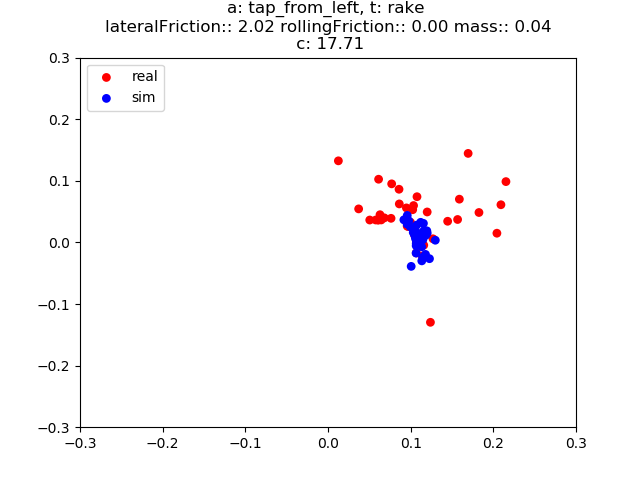 a: tap_from_left, t: rake
lateralFriction:: 2.02 rollingFriction:: 0.00 mass:: 0.04
c: 17.71
real
sim
0.3
0.2
0.1
0.0
−0.1
−0.2
−0.3
−0.3 −0.2 −0.1 0.0 0.1 0.2 0.3